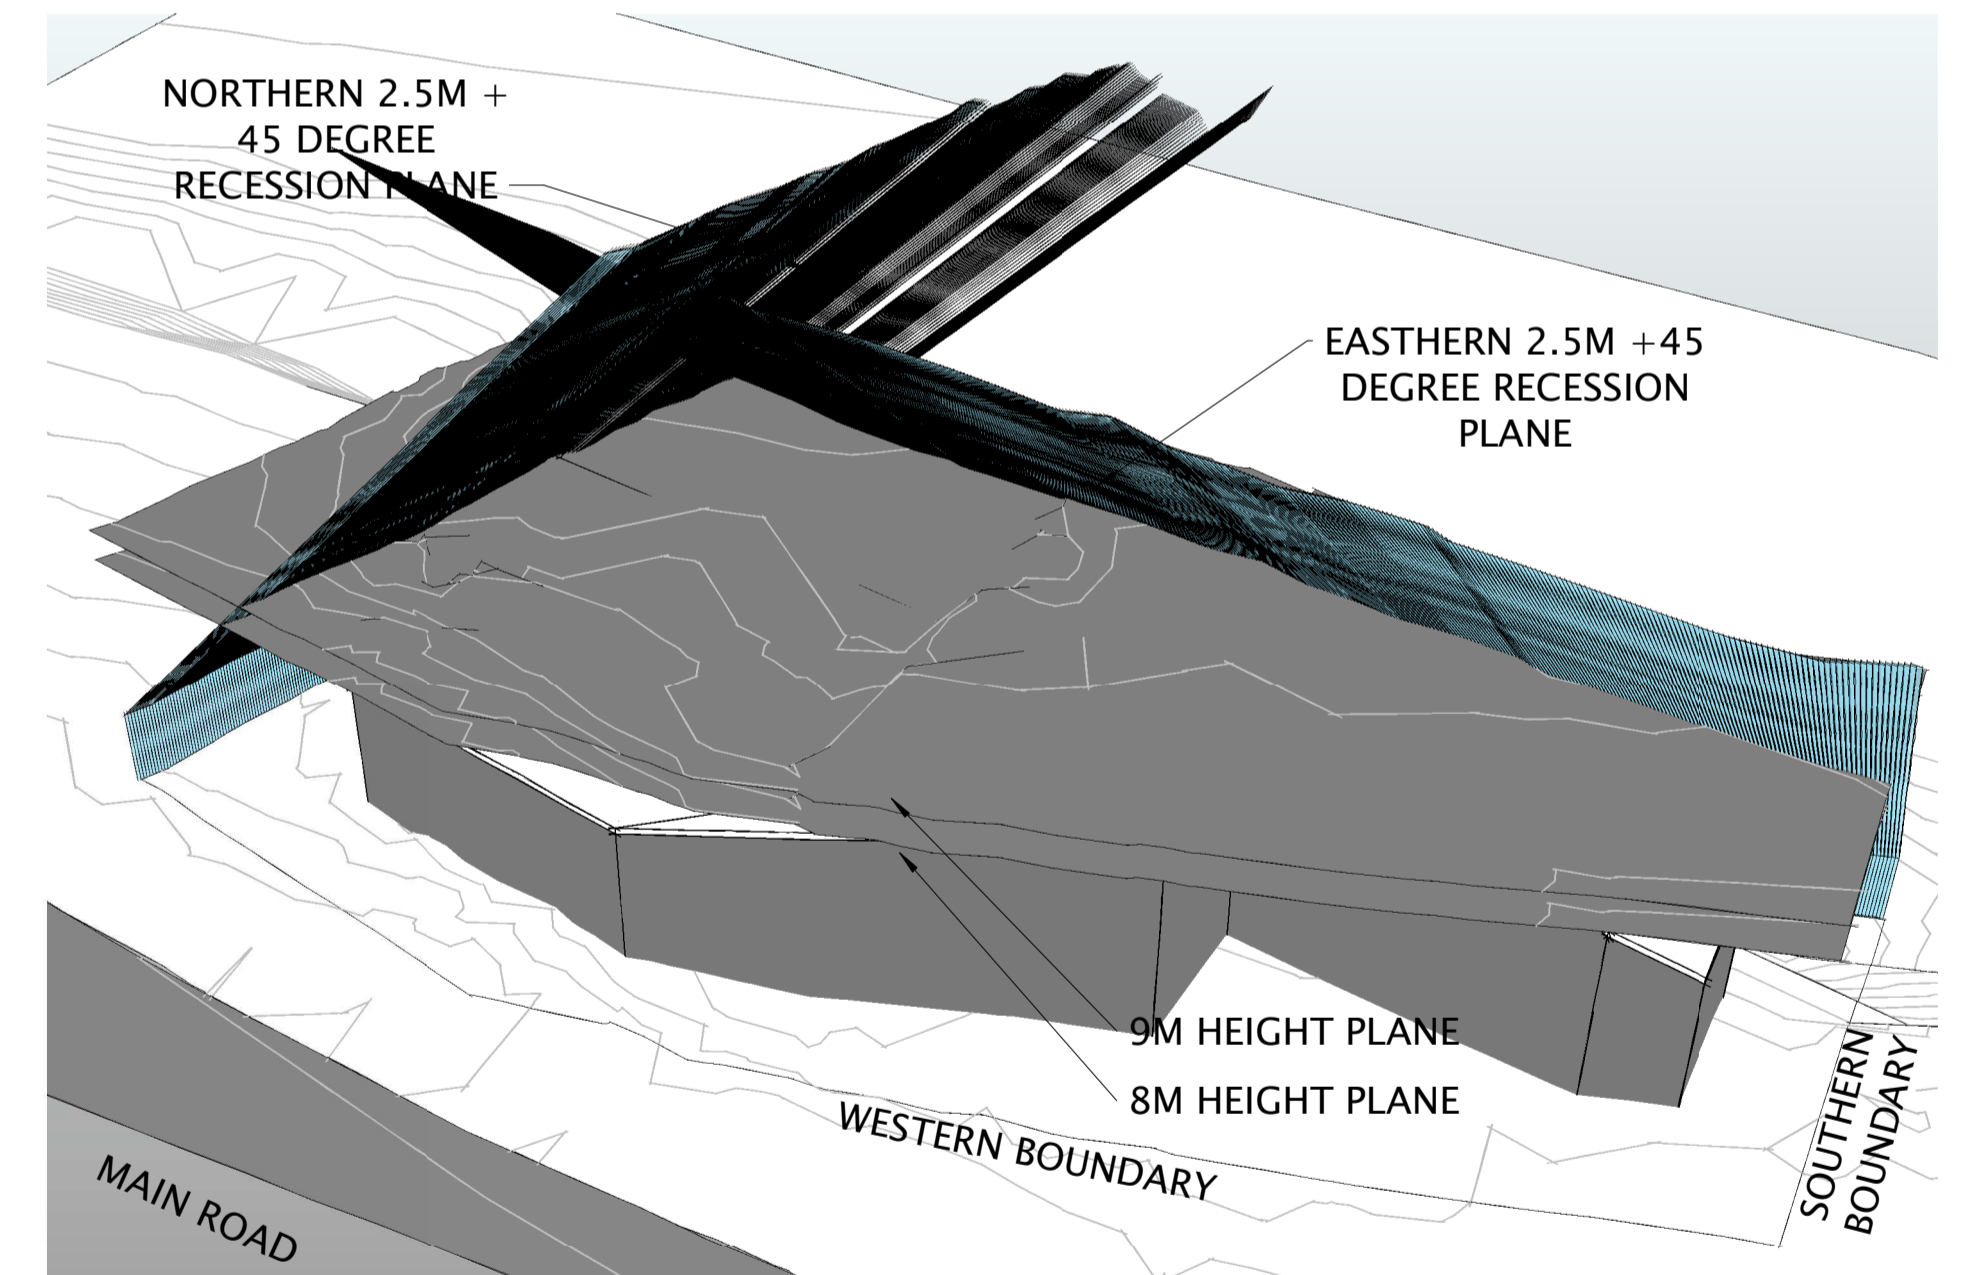 NORTHERN 2.5M +
45 DEGREE
RECESSION PLANE
EASTHERN 2.5M +45
DEGREE RECESSION
PLANE
9M HEIGHT PLANE
8M HEIGHT PLANE
WESTERN BOUNDARY
SOUTHERN
BOUNDARY
MAIN ROAD